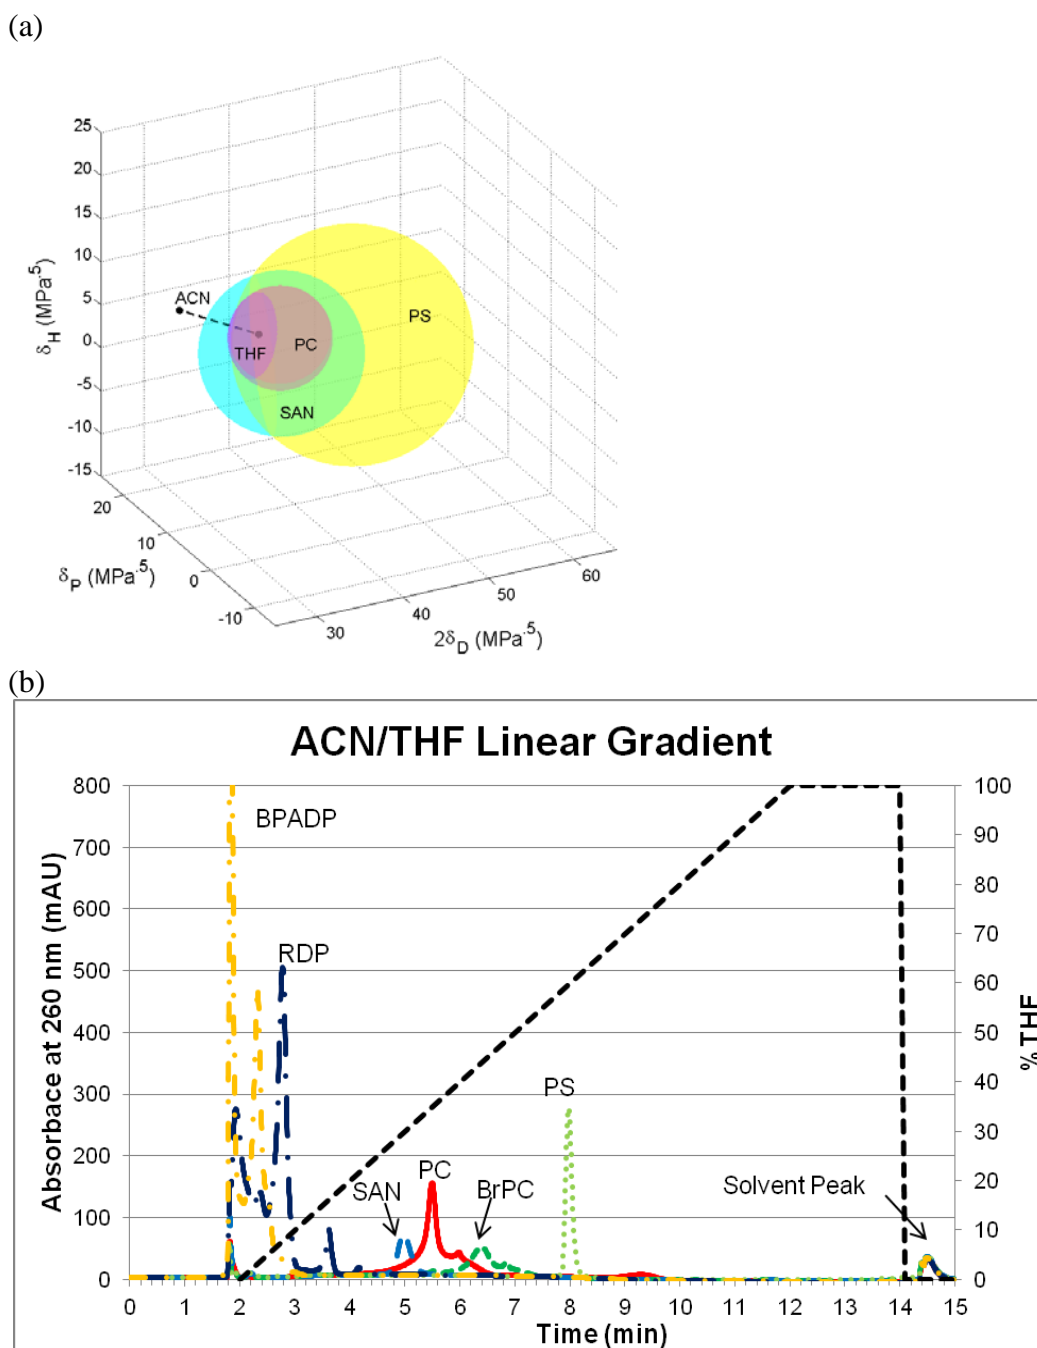 (a)
25
20
15
10
5
0
-5
-10
-15
δH (MPa.5)
ACN
THF
PC
PS
SAN
20
10
0
-10
δP (MPa.5)
30
40
50
60
2δD (MPa.5)
(b)
ACN/THF Linear Gradient
800
700
600
500
400
300
200
100
0
Absorbace at 260 nm (mAU)
BPADP
RDP
SAN
PC
BrPC
PS
Solvent Peak
100
90
80
70
60
50
40
30
20
10
0
% THF
0 1 2 3 4 5 6 7 8 9 10 11 12 13 14 15
Time (min)